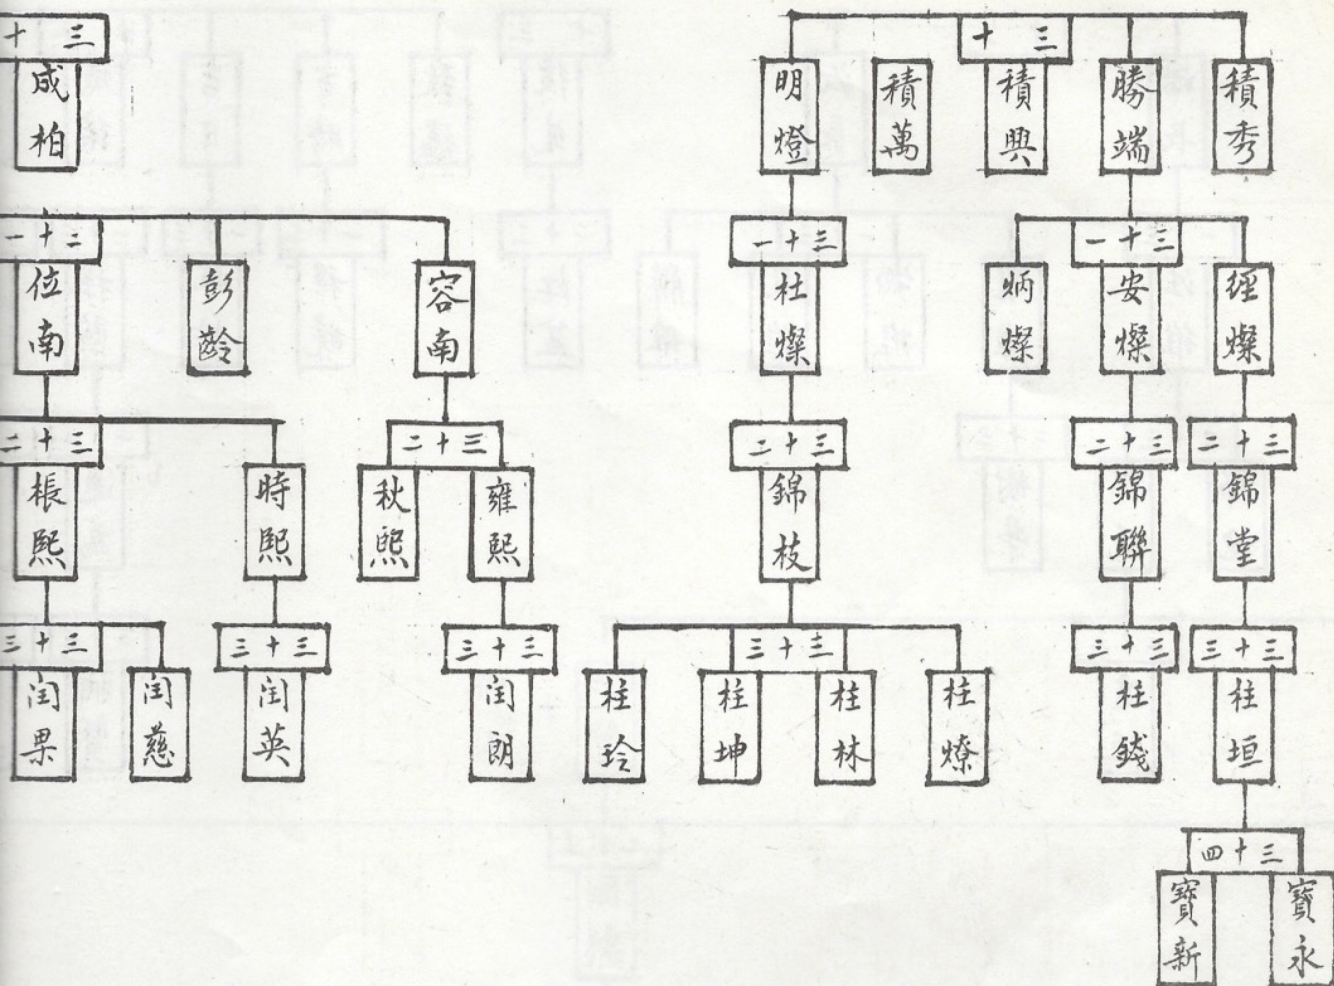 三十
積秀
勝端
積興
積萬
明燈
三十
成柏
三十一
經燦
安燦
炳燦
三十一
杜燦
容南
彭齡
三十一
位南
三十二
錦堂
三十二
錦聯
三十二
錦枝
三十二
雍熙
秋熙
時熙
三十二
熙
三十三
柱垣
三十三
柱錢
三十三
柱燎
柱林
柱坤
柱玲
三十三
闰朗
三十三
闰英
三十三
闰慈
闰果
三十四
寶永
寶新